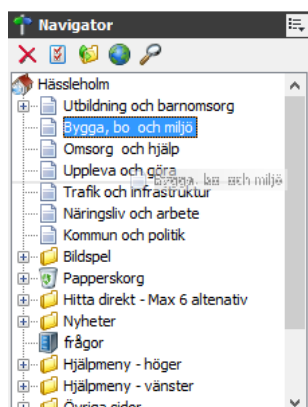 Navigator
Hässleholm
Utbildning och barnomsorg
Bygga, bo och miljö
Omsorg och hjälp
Uppleva och göra
Bygga, bo och miljö
Trafik och infrastruktur
Näringsliv och arbete
Kommun och politik
Bildspel
Papperskorg
Hitta direkt - Max 6 altenativ
Nyheter
frågor
Hjälpmeny - höger
Hjälpmeny - vänster
Övriga sidor